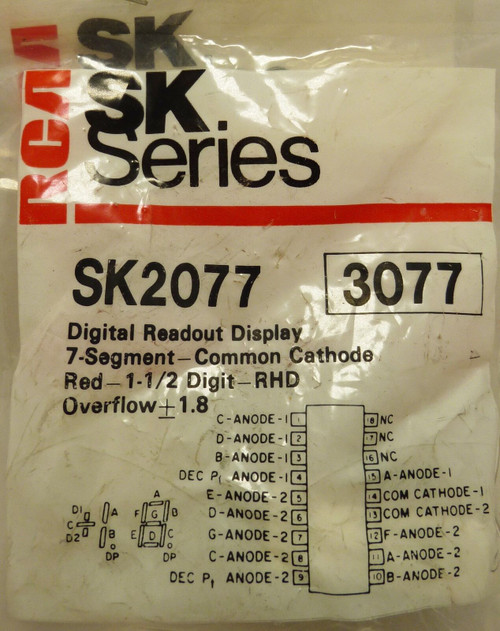 SK
RCA SK
Series
SK2077 3077
Digital Readout Display
7-Segment—Common Cathode
Red—1-1/2 Digit—RHD
Overflow ±1.8
C-ANODE-1 1 18 NC
D-ANODE-1 2 17 NC
B-ANODE-1 3 16 NC
DEC Pt ANODE-1 4 15 A-ANODE-1
E-ANODE-2 5 14 COM CATHODE-1
D-ANODE-2 6 13 COM CATHODE-2
G-ANODE-2 7 12 F-ANODE-2
C-ANODE-2 8 11 A-ANODE-2
DEC Pt ANODE-2 9 10 B-ANODE-2
A
D1 A F G B
C
D2 B E D C
DP DP